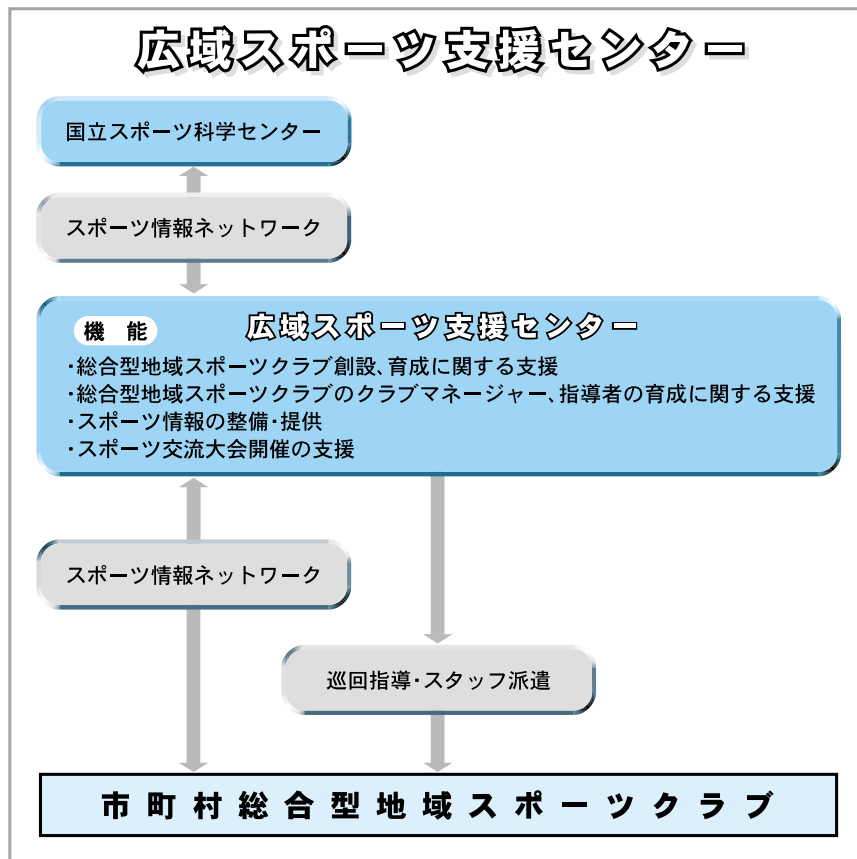 広域スポーツ支援センター
国立スポーツ科学センター
スポーツ情報ネットワーク
機 能
広域スポーツ支援センター
・総合型地域スポーツクラブ創設、育成に関する支援
・総合型地域スポーツクラブのクラブマネージャー、指導者の育成に関する支援
・スポーツ情報の整備・提供
・スポーツ交流大会開催の支援
スポーツ情報ネットワーク
巡回指導・スタッフ派遣
市町村総合型地域スポーツクラブ